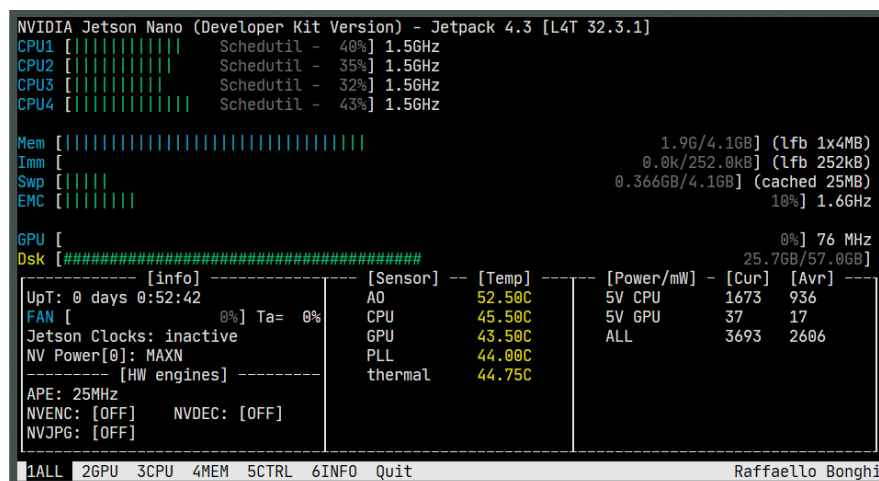 NVIDIA Jetson Nano (Developer Kit Version) - Jetpack 4.3 [L4T 32.3.1]
CPU1 [||||||||||||    Schedutil -  40%] 1.5GHz
CPU2 [|||||||||||     Schedutil -  35%] 1.5GHz
CPU3 [||||||||||      Schedutil -  32%] 1.5GHz
CPU4 [|||||||||||||   Schedutil -  43%] 1.5GHz
Mem [|||||||||||||||||||||||||||||||||     1.9G/4.1GB] (lfb 1x4MB)
Imm [     0.0k/252.0kB] (lfb 252kB)
Swp [|||||     0.366GB/4.1GB] (cached 25MB)
EMC [||||||||     10%] 1.6GHz
GPU [     0%] 76 MHz
Dsk [#######################################     25.7GB/57.0GB]
------------ [info] ------------ --- [Sensor] -- [Temp] --- -- [Power/mW] - [Cur] [Avr] ---
UpT: 0 days 0:52:42     AO     52.50C     5V CPU     1673     936
FAN [     0%] Ta=  0%     CPU     45.50C     5V GPU     37     17
Jetson Clocks: inactive     GPU     43.50C     ALL     3693     2606
NV Power[0]: MAXN     PLL     44.00C
--------- [HW engines] ---------     thermal     44.75C
APE: 25MHz
NVENC: [OFF]    NVDEC: [OFF]
NVJPG: [OFF]
1ALL  2GPU  3CPU  4MEM  5CTRL  6INFO  Quit     Raffaello Bonghi